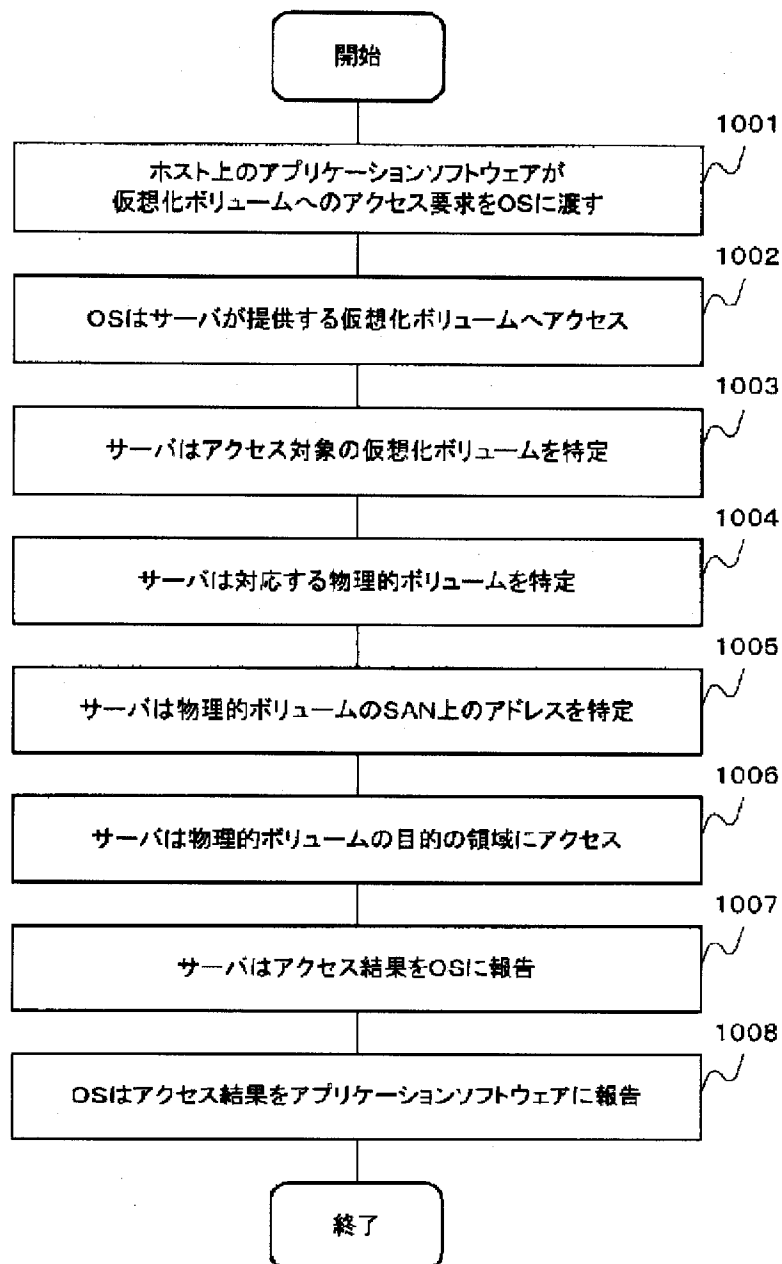 開始
1001
ホスト上のアプリケーションソフトウェアが
仮想化ボリュームへのアクセス要求をOSに渡す
1002
OSはサーバが提供する仮想化ボリュームへアクセス
1003
サーバはアクセス対象の仮想化ボリュームを特定
1004
サーバは対応する物理的ボリュームを特定
1005
サーバは物理的ボリュームのSAN上のアドレスを特定
1006
サーバは物理的ボリュームの目的の領域にアクセス
1007
サーバはアクセス結果をOSに報告
1008
OSはアクセス結果をアプリケーションソフトウェアに報告
終了